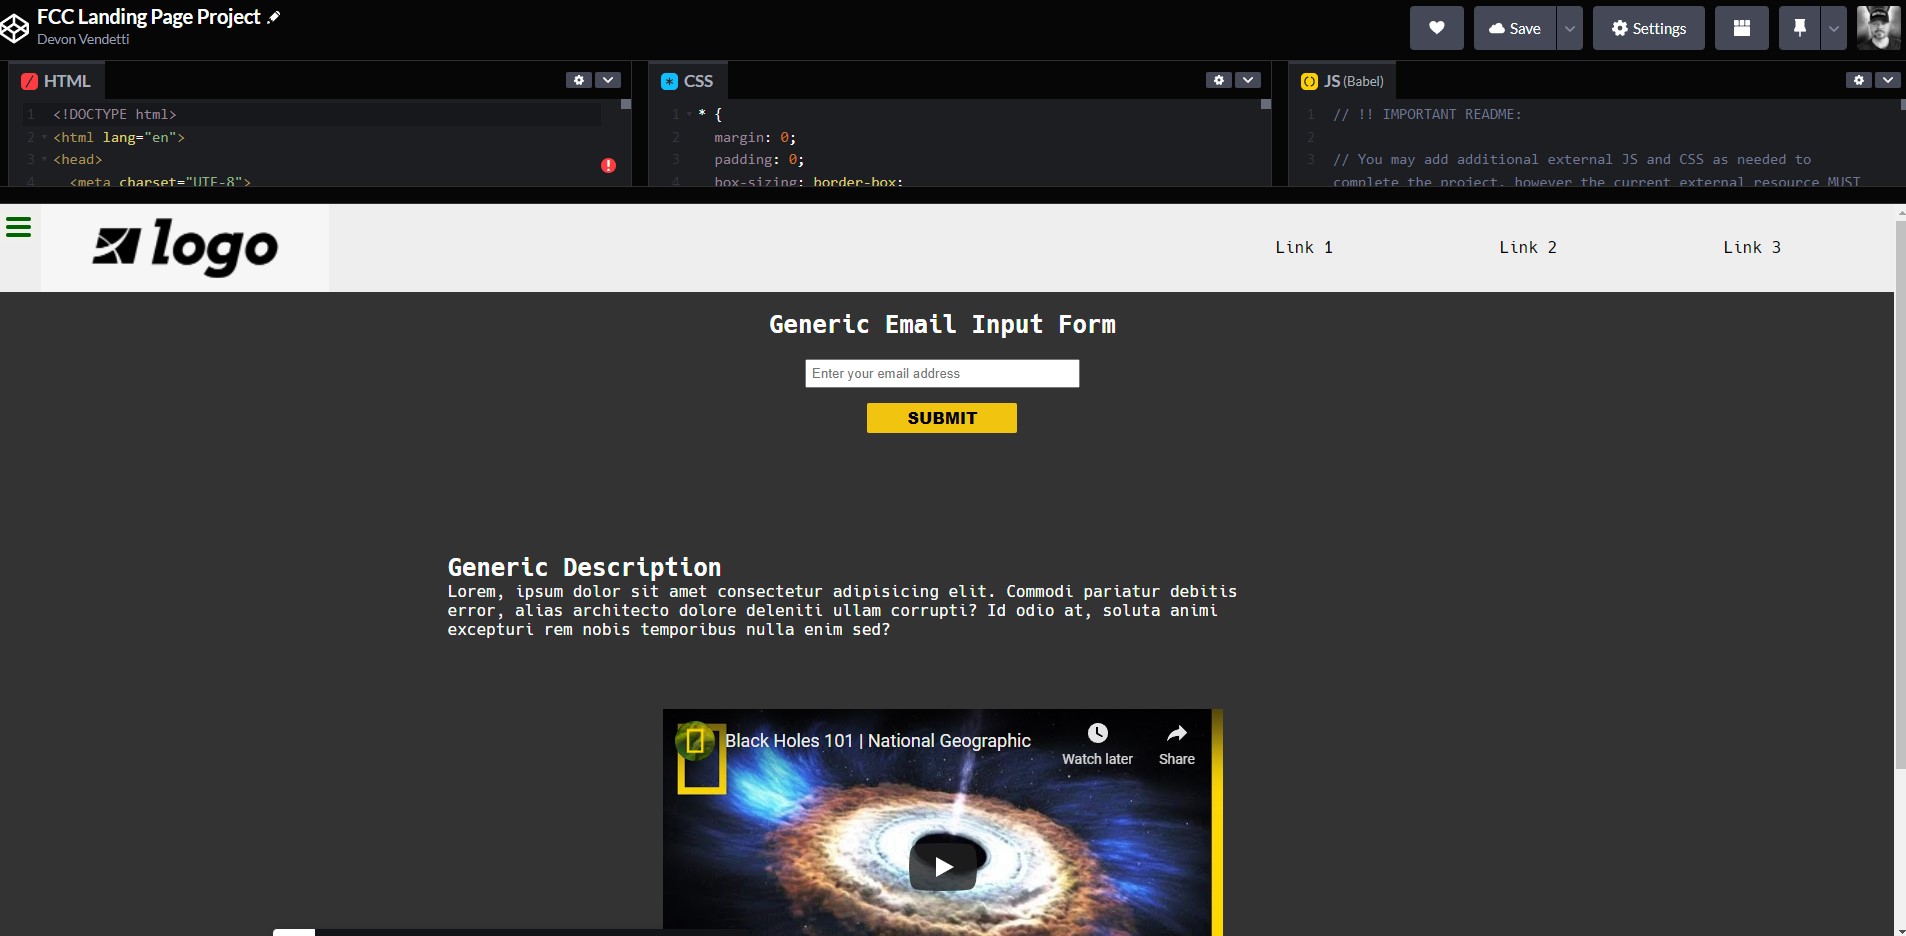 FCC Landing Page Project
Devon Vendetti
Save
Settings
HTML
CSS
JS (Babel)
1 <!DOCTYPE html>
2 <html lang="en">
3 <head>
4 <meta charset="UTF-8">
1 * {
2 margin: 0;
3 padding: 0;
4 box-sizing: border-box;
1 // !! IMPORTANT README:
2
3 // You may add additional external JS and CSS as needed to
complete the project, however the current external resource MUST
logo
Link 1
Link 2
Link 3
Generic Email Input Form
Enter your email address
SUBMIT
Generic Description
Lorem, ipsum dolor sit amet consectetur adipisicing elit. Commodi pariatur debitis
error, alias architecto dolore deleniti ullam corrupti? Id odio at, soluta animi
excepturi rem nobis temporibus nulla enim sed?
Black Holes 101 | National Geographic
Watch later
Share